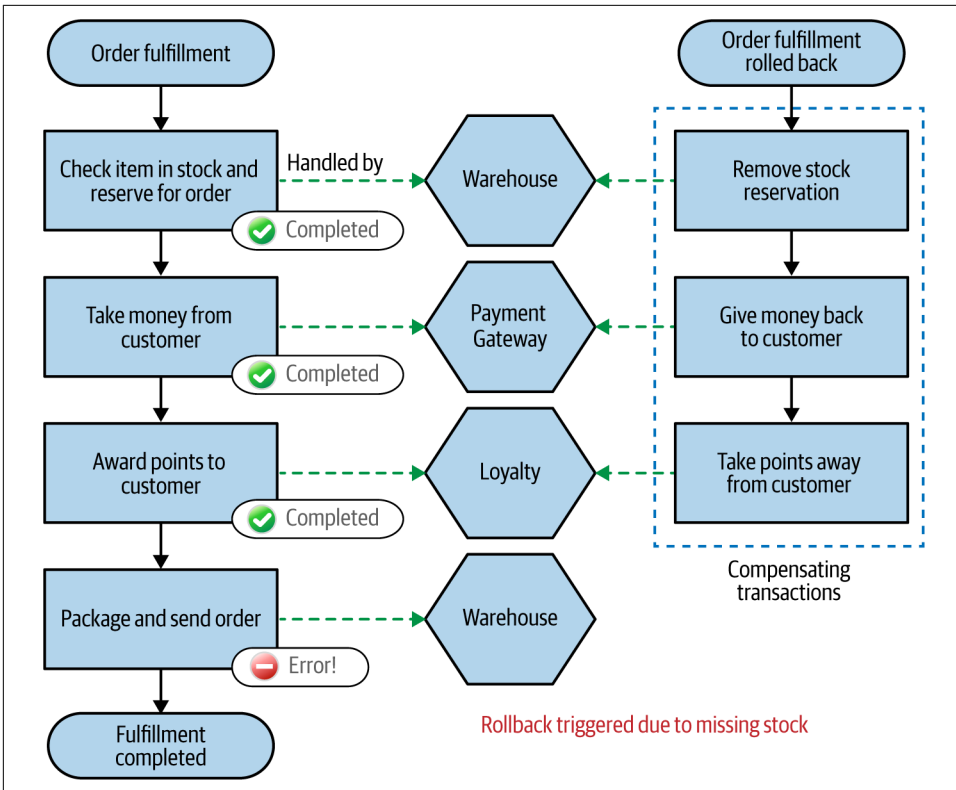 Order fulfillment
Order fulfillment
rolled back
Check item in stock and
reserve for order
Handled by
Warehouse
Remove stock
reservation
Completed
Take money from
customer
Payment
Gateway
Give money back
to customer
Completed
Award points to
customer
Loyalty
Take points away
from customer
Completed
Compensating
transactions
Package and send order
Warehouse
Error!
Rollback triggered due to missing stock
Fulfillment
completed